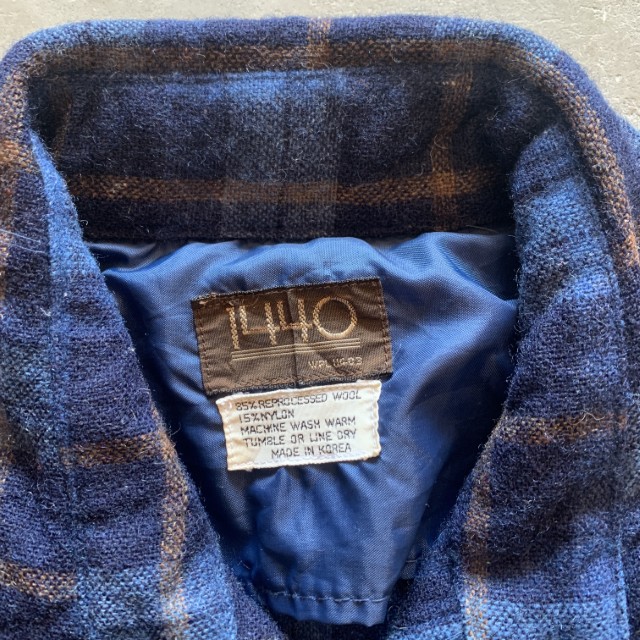 1440
85% REPROCESSED WOOL
15% NYLON
MACHINE WASH WARM
TUMBLE OR LINE DRY
MADE IN KOREA